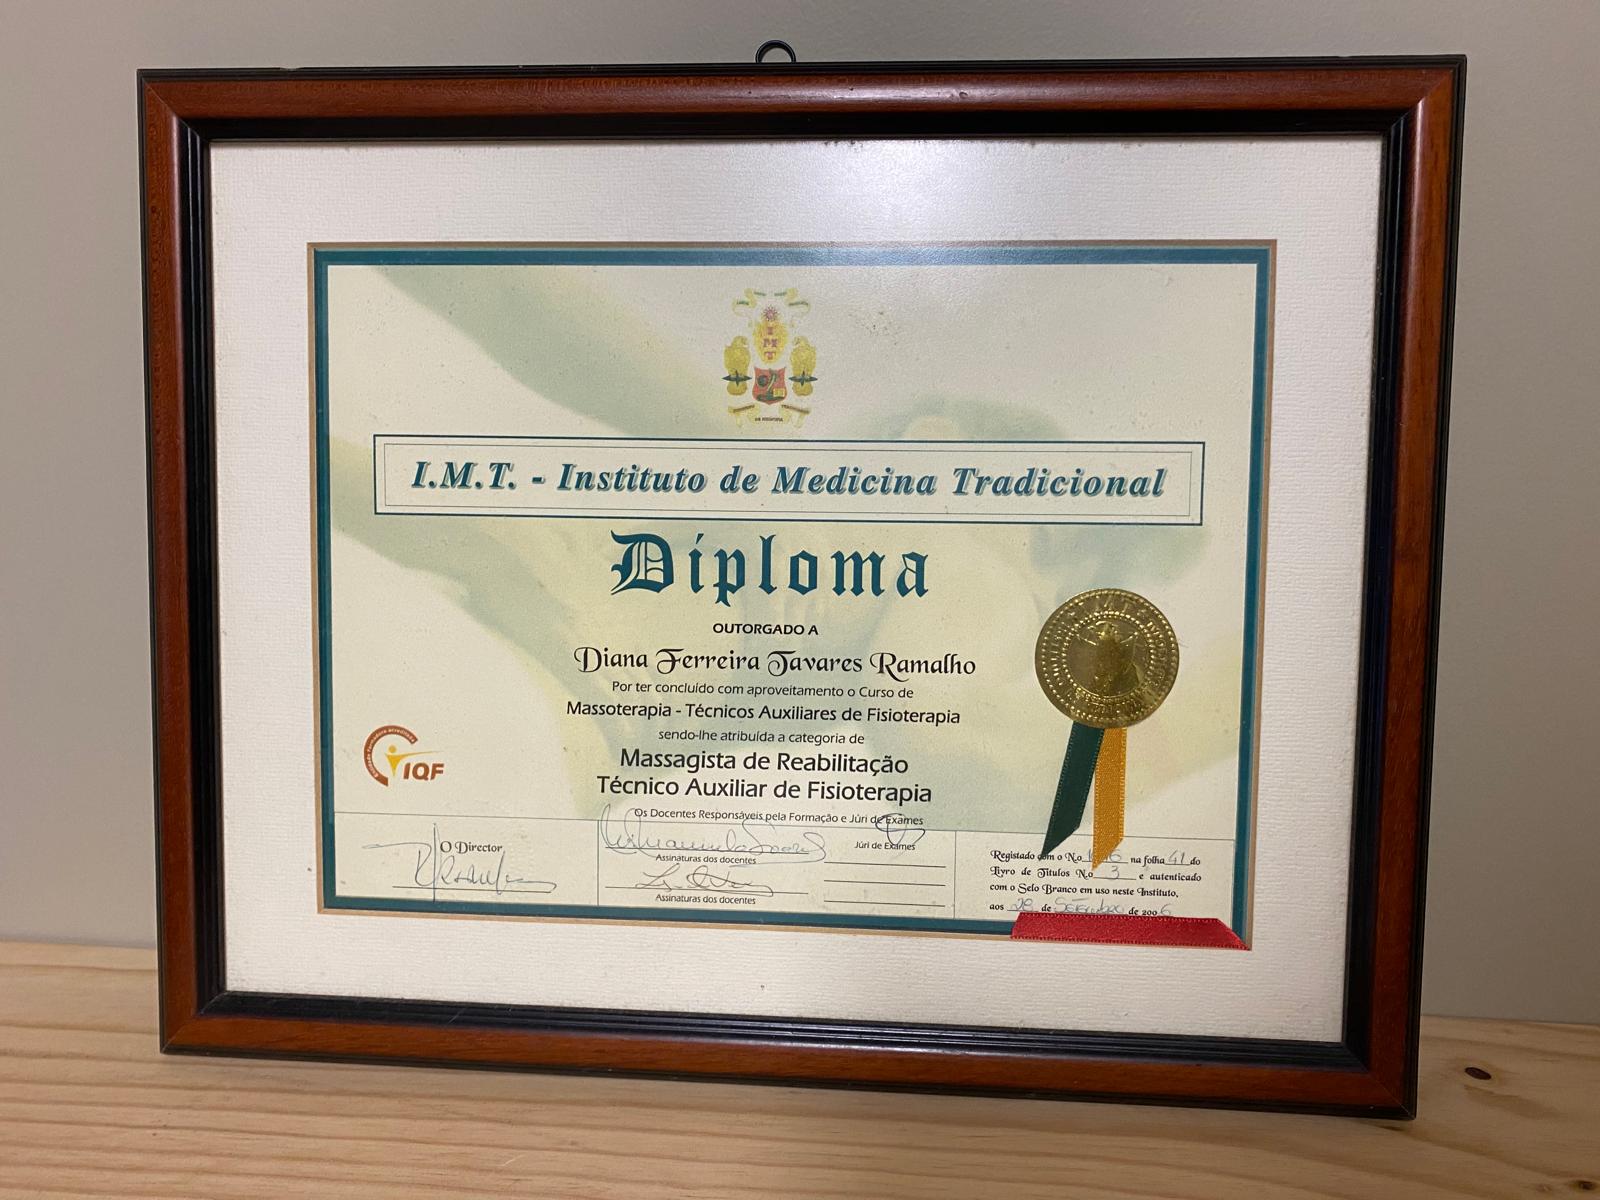 I
M
T
I.M.T. - Instituto de Medicina Tradicional
Diploma
OUTORGADO A
Diana Ferreira Tavares Ramalho
Por ter concluído com aproveitamento o Curso de
Massoterapia - Técnicos Auxiliares de Fisioterapia
sendo-lhe atribuída a categoria de
Massagista de Reabilitação
Técnico Auxiliar de Fisioterapia
IQF
Os Docentes Responsáveis pela Formação e Júri de Exames
O Director
Assinaturas dos docentes
Assinaturas dos docentes
Júri de Exames
Registado com o N.o na folha 41 do
Livro de Títulos N.o 3 e autenticado
com o Selo Branco em uso neste Instituto,
aos 28 de Setembro de 2006